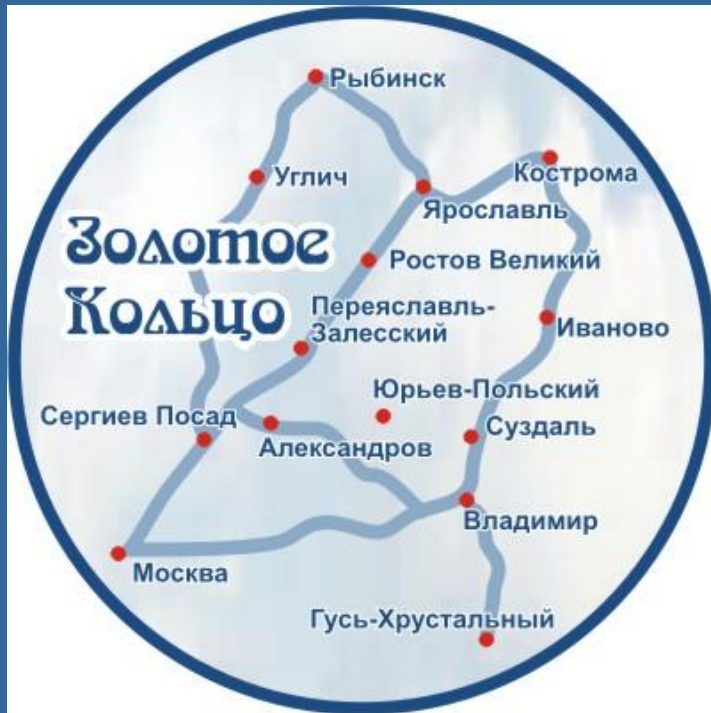 Рыбинск
Углич
Кострома
Ярославль
Золотое
Кольцо
Ростов Великий
Переяславль-
Залесский
Иваново
Юрьев-Польский
Сергиев Посад
Александров
Суздаль
Владимир
Москва
Гусь-Хрустальный